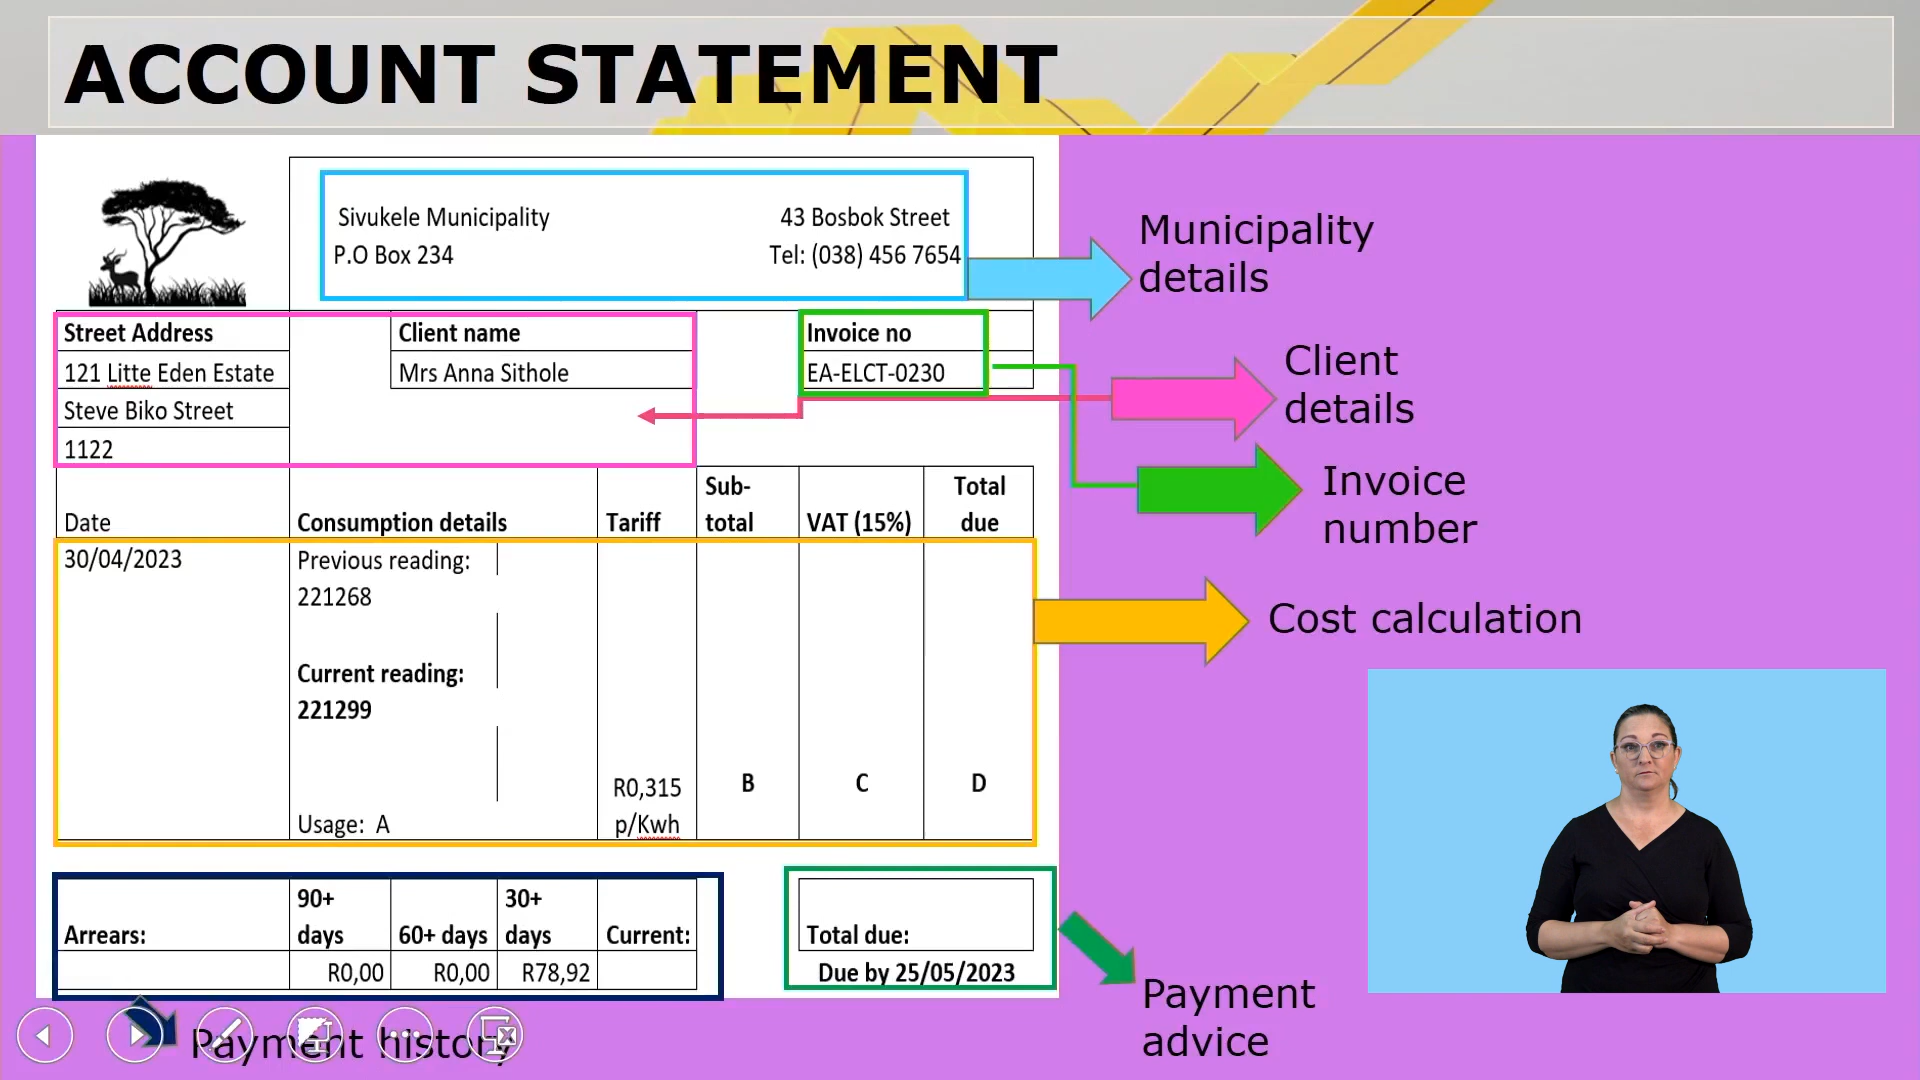 ACCOUNT STATEMENT
Sivukele Municipality 43 Bosbok Street
P.O Box 234 Tel: (038) 456 7654
Municipality
details
Street Address Client name Invoice no
121 Litte Eden Estate Mrs Anna Sithole EA-ELCT-0230
Steve Biko Street
1122
Client
details
Invoice
number
Date Consumption details Tariff Sub-total VAT (15%) Total due
30/04/2023 Previous reading:
221268
Current reading:
221299
Usage: A R0,315 p/Kwh B C D
Cost calculation
Arrears: 90+ days 60+ days 30+ days Current:
R0,00 R0,00 R78,92
Total due:
Due by 25/05/2023
Payment
advice
Payment history